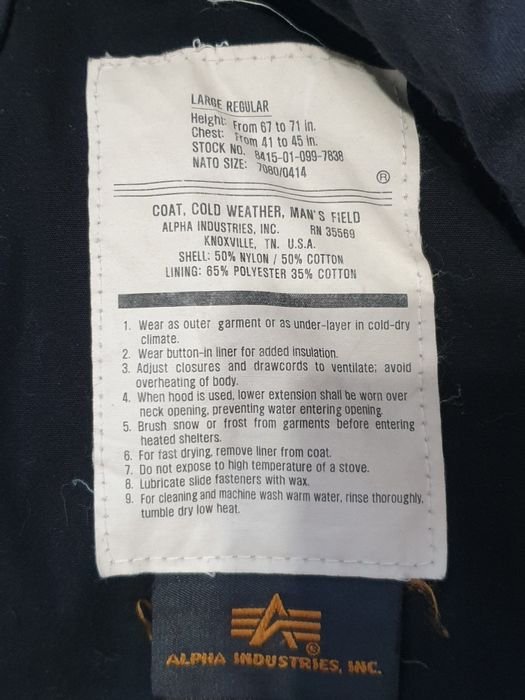 LARGE REGULAR
Height: From 67 to 71 in.
Chest: From 41 to 45 in.
STOCK NO. 8415-01-099-7838
NATO SIZE: 7080/0414
®
COAT, COLD WEATHER, MAN'S FIELD
ALPHA INDUSTRIES, INC. RN 35569
KNOXVILLE, TN. U.S.A.
SHELL: 50% NYLON / 50% COTTON
LINING: 65% POLYESTER 35% COTTON
1. Wear as outer garment or as under-layer in cold-dry
climate.
2. Wear button-in liner for added insulation.
3. Adjust closures and drawcords to ventilate; avoid
overheating of body.
4. When hood is used, lower extension shall be worn over
neck opening, preventing water entering opening
5. Brush snow or frost from garments before entering
heated shelters.
6. For fast drying, remove liner from coat.
7. Do not expose to high temperature of a stove.
8. Lubricate slide fasteners with wax.
9. For cleaning and machine wash warm water, rinse thoroughly,
tumble dry low heat.
®
ALPHA INDUSTRIES, INC.